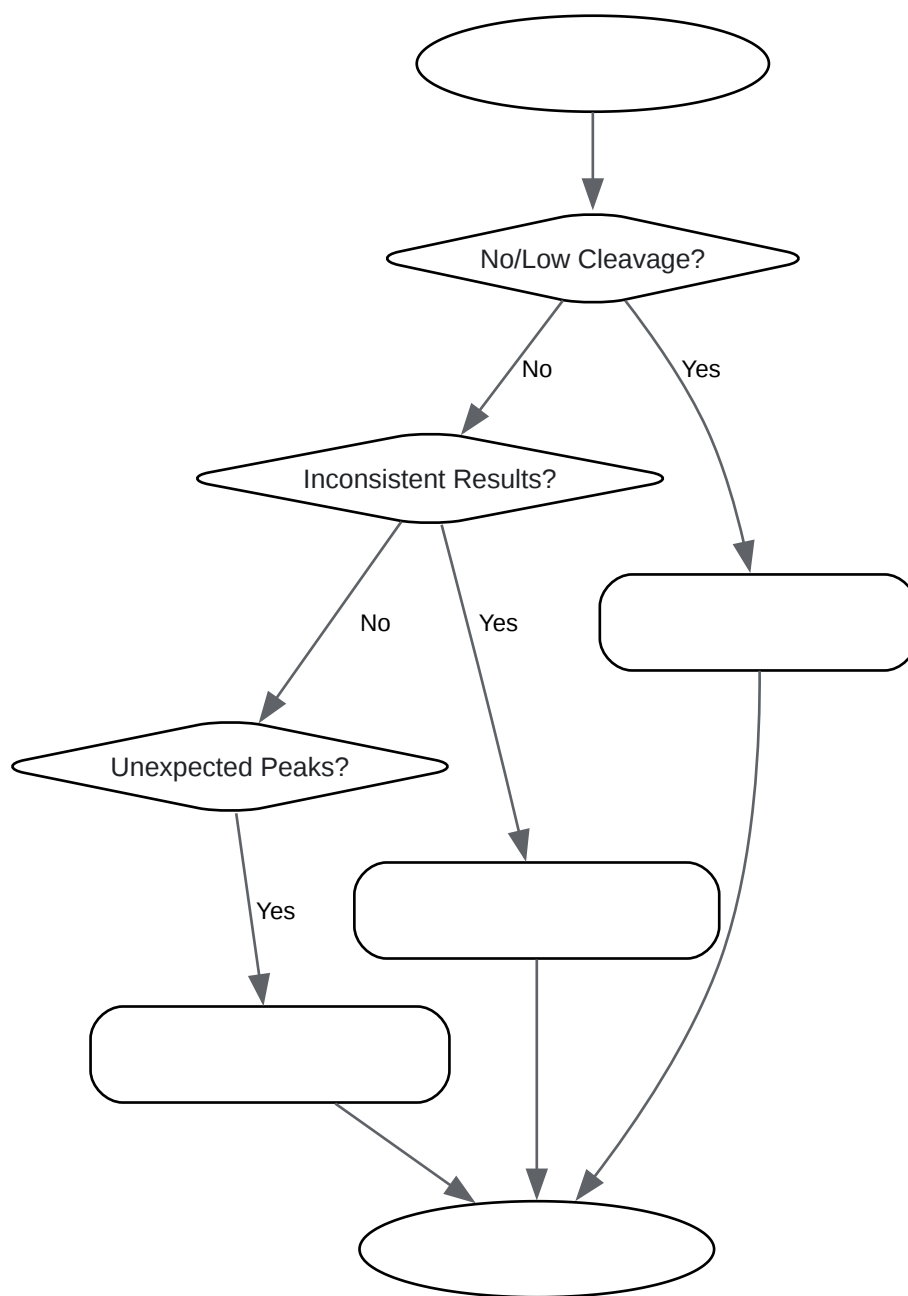 No/Low Cleavage?
No
Yes
Inconsistent Results?
No
Yes
Unexpected Peaks?
Yes